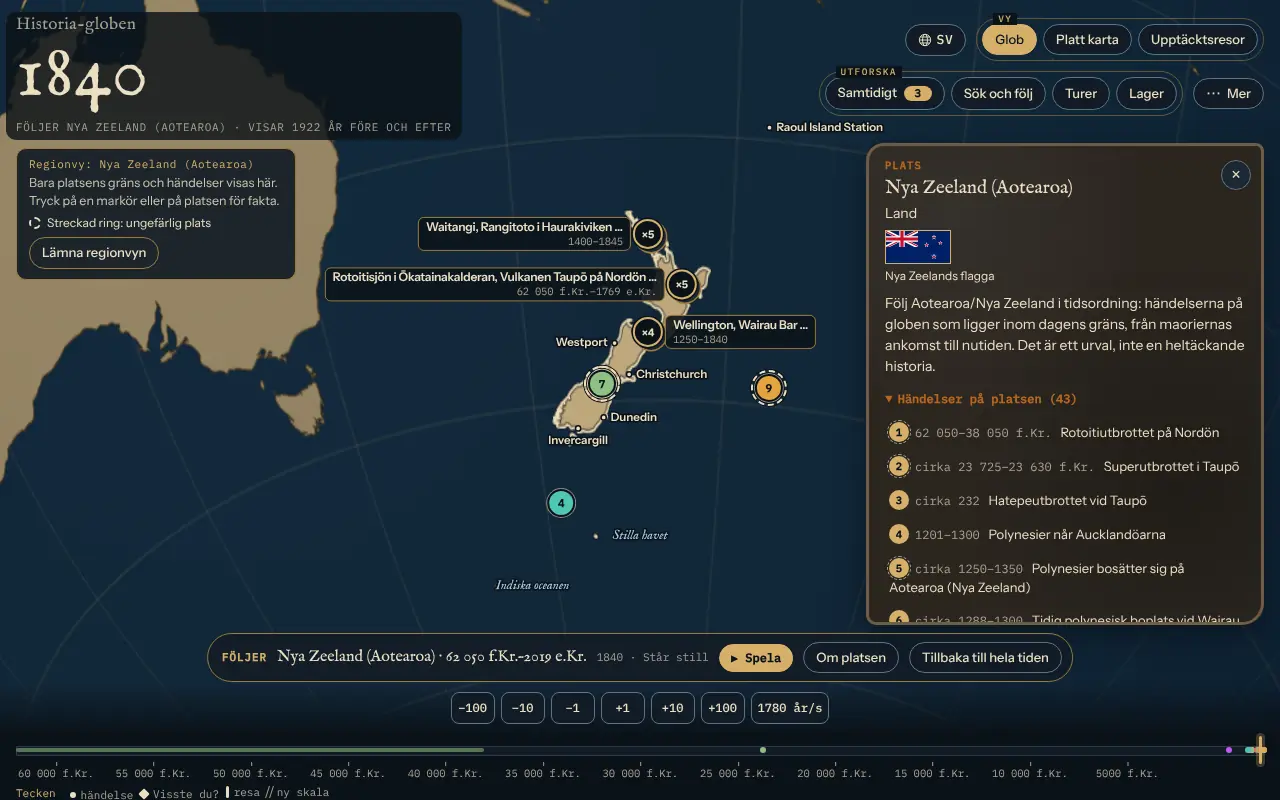 Historia-globen
1840
FÖLJER NYA ZEELAND (AOTEAROA) · VISAR 1922 ÅR FÖRE OCH EFTER
Regionvy: Nya Zeeland (Aotearoa)
Bara platsens gräns och händelser visas här.
Tryck på en markör eller på platsen för fakta.
Streckad ring: ungefärlig plats
Lämna regionvyn
SV
VY
Glob
Platt karta
Upptäcktsresor
UTFORSKA
Samtidigt 3
Sök och följ
Turer
Lager
··· Mer
Raoul Island Station
Waitangi, Rangitoto i Haurakiviken ...
1400–1845
×5
Rotoitisjön i Ōkatainakalderan, Vulkanen Taupō på Nordön ...
62 050 f.Kr.–1769 e.Kr.
×5
×4
Wellington, Wairau Bar ...
1250–1840
Westport
Christchurch
7
9
Dunedin
Invercargill
4
Stilla havet
Indiska oceanen
PLATS
Nya Zeeland (Aotearoa)
×
Land
Nya Zeelands flagga
Följ Aotearoa/Nya Zeeland i tidsordning: händelserna på
globen som ligger inom dagens gräns, från maoriernas
ankomst till nutiden. Det är ett urval, inte en heltäckande
historia.
▼ Händelser på platsen (43)
1 62 050–38 050 f.Kr. Rotoitiutbrottet på Nordön
2 cirka 23 725–23 630 f.Kr. Superutbrottet i Taupō
3 cirka 232 Hatepeutbrottet vid Taupō
4 1201–1300 Polynesier når Aucklandöarna
5 cirka 1250–1350 Polynesier bosätter sig på
Aotearoa (Nya Zeeland)
6 cirka 1288–1300 Tidig polynesisk boplats vid Wairau
FÖLJER Nya Zeeland (Aotearoa) · 62 050 f.Kr.–2019 e.Kr. 1840 · Står still
▶ Spela
Om platsen
Tillbaka till hela tiden
−100
−10
−1
+1
+10
+100
1780 år/s
60 000 f.Kr.
55 000 f.Kr.
50 000 f.Kr.
45 000 f.Kr.
40 000 f.Kr.
35 000 f.Kr.
30 000 f.Kr.
25 000 f.Kr.
20 000 f.Kr.
15 000 f.Kr.
10 000 f.Kr.
5000 f.Kr.
Tecken ● händelse ◆ Visste du? resa // ny skala